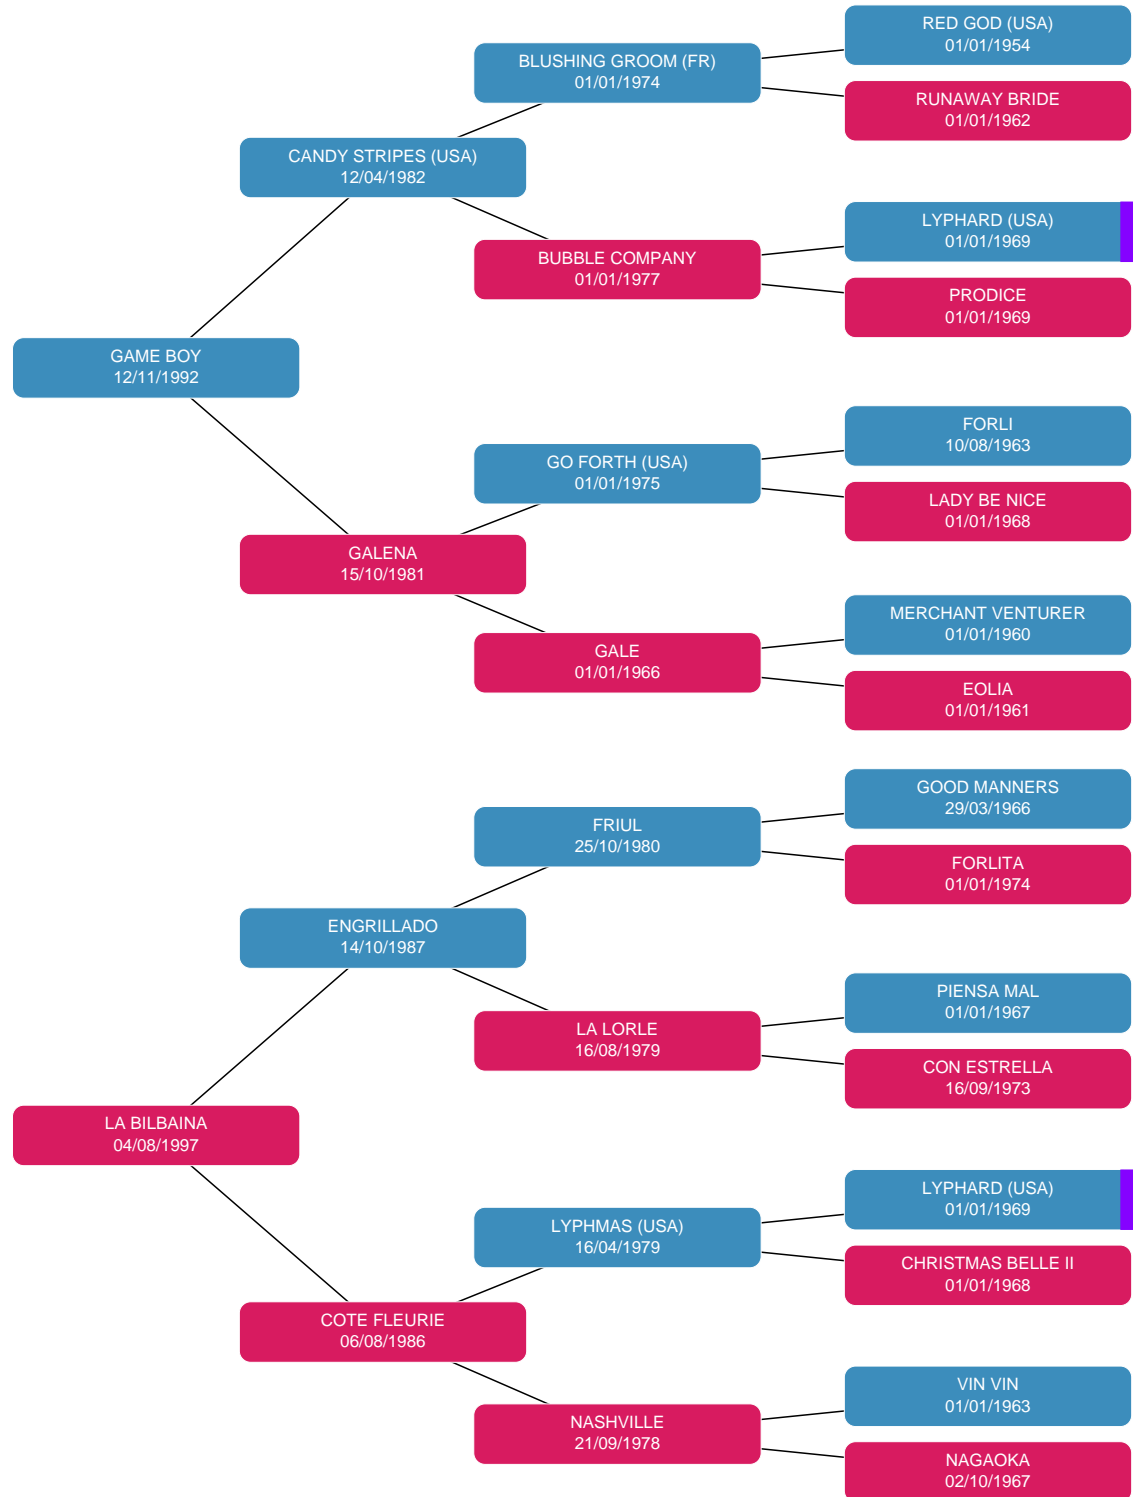 RED GOD (USA)
01/01/1954
BLUSHING GROOM (FR)
01/01/1974
RUNAWAY BRIDE
01/01/1962
CANDY STRIPES (USA)
12/04/1982
LYPHARD (USA)
01/01/1969
BUBBLE COMPANY
01/01/1977
PRODICE
01/01/1969
GAME BOY
12/11/1992
FORLI
10/08/1963
GO FORTH (USA)
01/01/1975
LADY BE NICE
01/01/1968
GALENA
15/10/1981
MERCHANT VENTURER
01/01/1960
GALE
01/01/1966
EOLIA
01/01/1961
GOOD MANNERS
29/03/1966
FRIUL
25/10/1980
FORLITA
01/01/1974
ENGRILLADO
14/10/1987
PIENSA MAL
01/01/1967
LA LORLE
16/08/1979
CON ESTRELLA
16/09/1973
LA BILBAINA
04/08/1997
LYPHARD (USA)
01/01/1969
LYPHMAS (USA)
16/04/1979
CHRISTMAS BELLE II
01/01/1968
COTE FLEURIE
06/08/1986
VIN VIN
01/01/1963
NASHVILLE
21/09/1978
NAGAOKA
02/10/1967